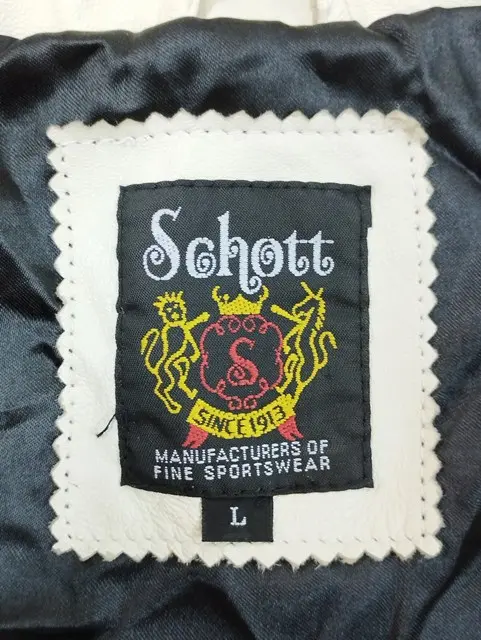 Schott
S
SINCE 1913
MANUFACTURERS OF
FINE SPORTSWEAR
L